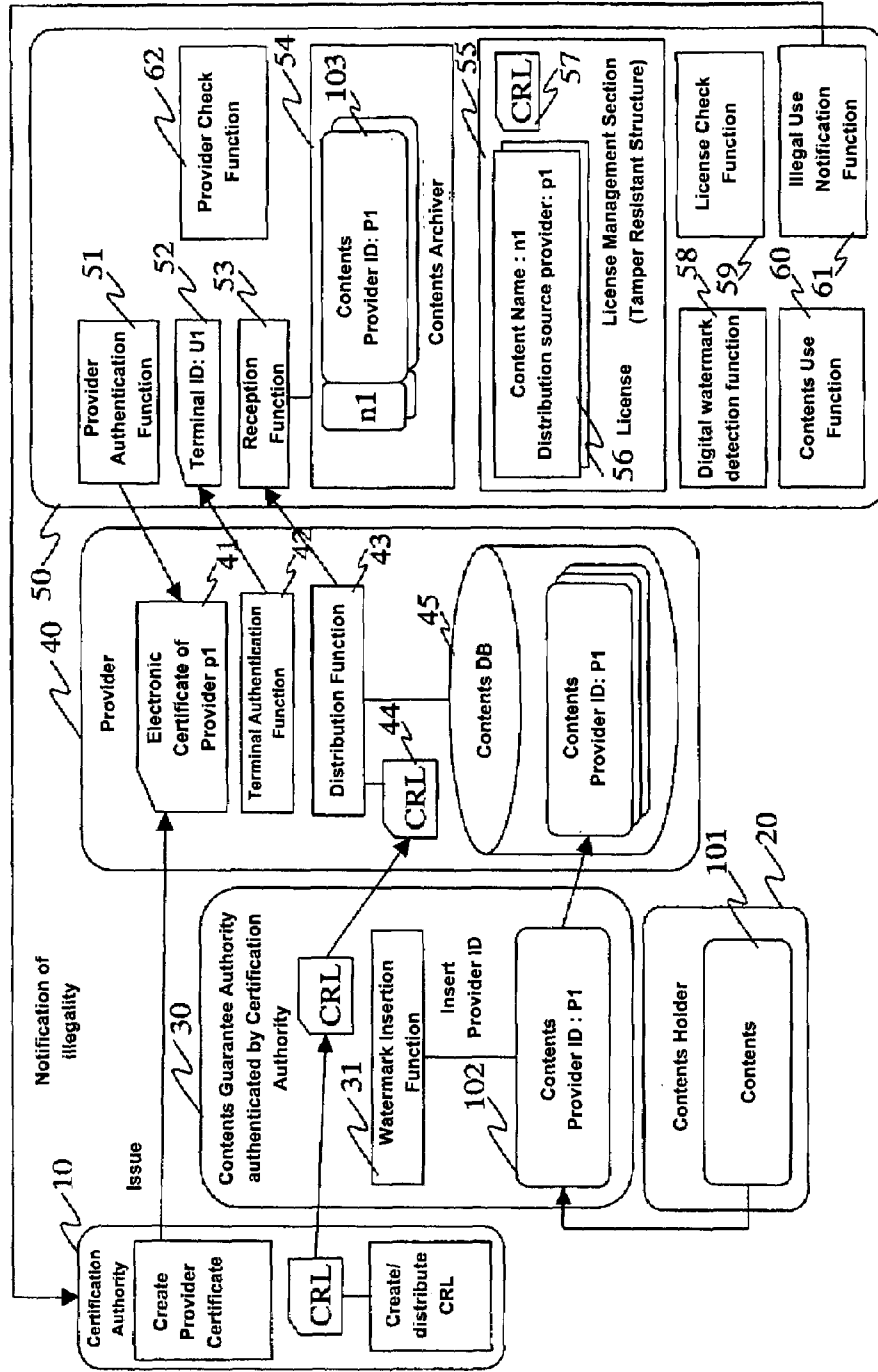 Notification of
illegality
10
Certification
Authority
Create
Provider
Certificate
CRL
Create/
distribute
CRL
Issue
30
Contents Guarantee Authority
authenticated by Certification
Authority
CRL
31
Watermark Insertion
Function
Insert
Provider ID
102
Contents
Provider ID : P1
Contents Holder
101
20
Contents
40
Provider
Electronic
Certificate of
Provider p1
41
Terminal Authentication
Function
42
Distribution Function
43
CRL
44
45
Contents DB
Contents
Provider ID: P1
50
Provider
Authentication
Function
51
Terminal ID: U1
52
Reception
Function
53
Provider Check
Function
62
54
n1
Contents
Provider ID: P1
103
Contents Archiver
55
Content Name : n1
Distribution source provider: p1
CRL
57
56
License
License Management Section
(Tamper Resistant Structure)
Digital watermark
detection function
58
License Check
Function
59
Contents Use
Function
60
Illegal Use
Notification
Function
61